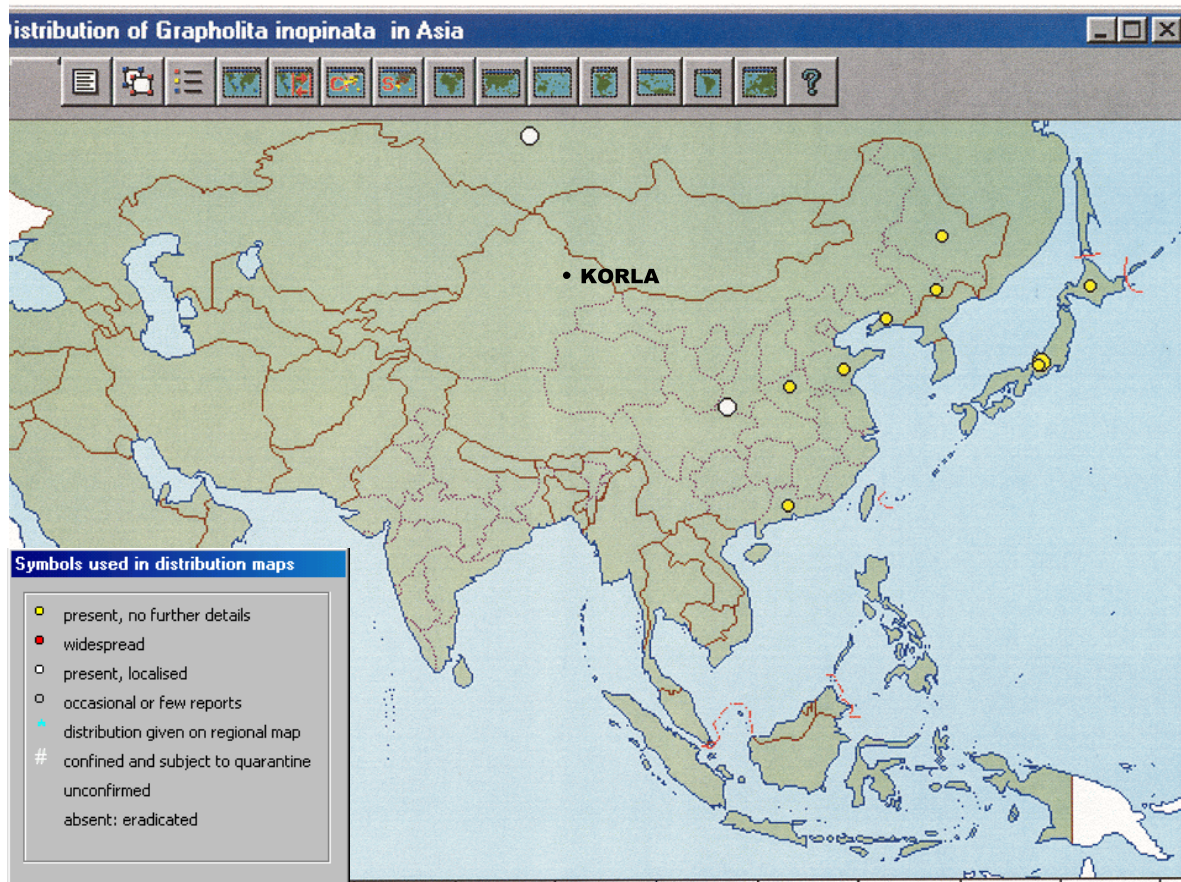 istribution of Grapholita inopinata in Asia
C
S
?
• KORLA
Symbols used in distribution maps
present, no further details
widespread
present, localised
occasional or few reports
distribution given on regional map
# confined and subject to quarantine
unconfirmed
absent: eradicated